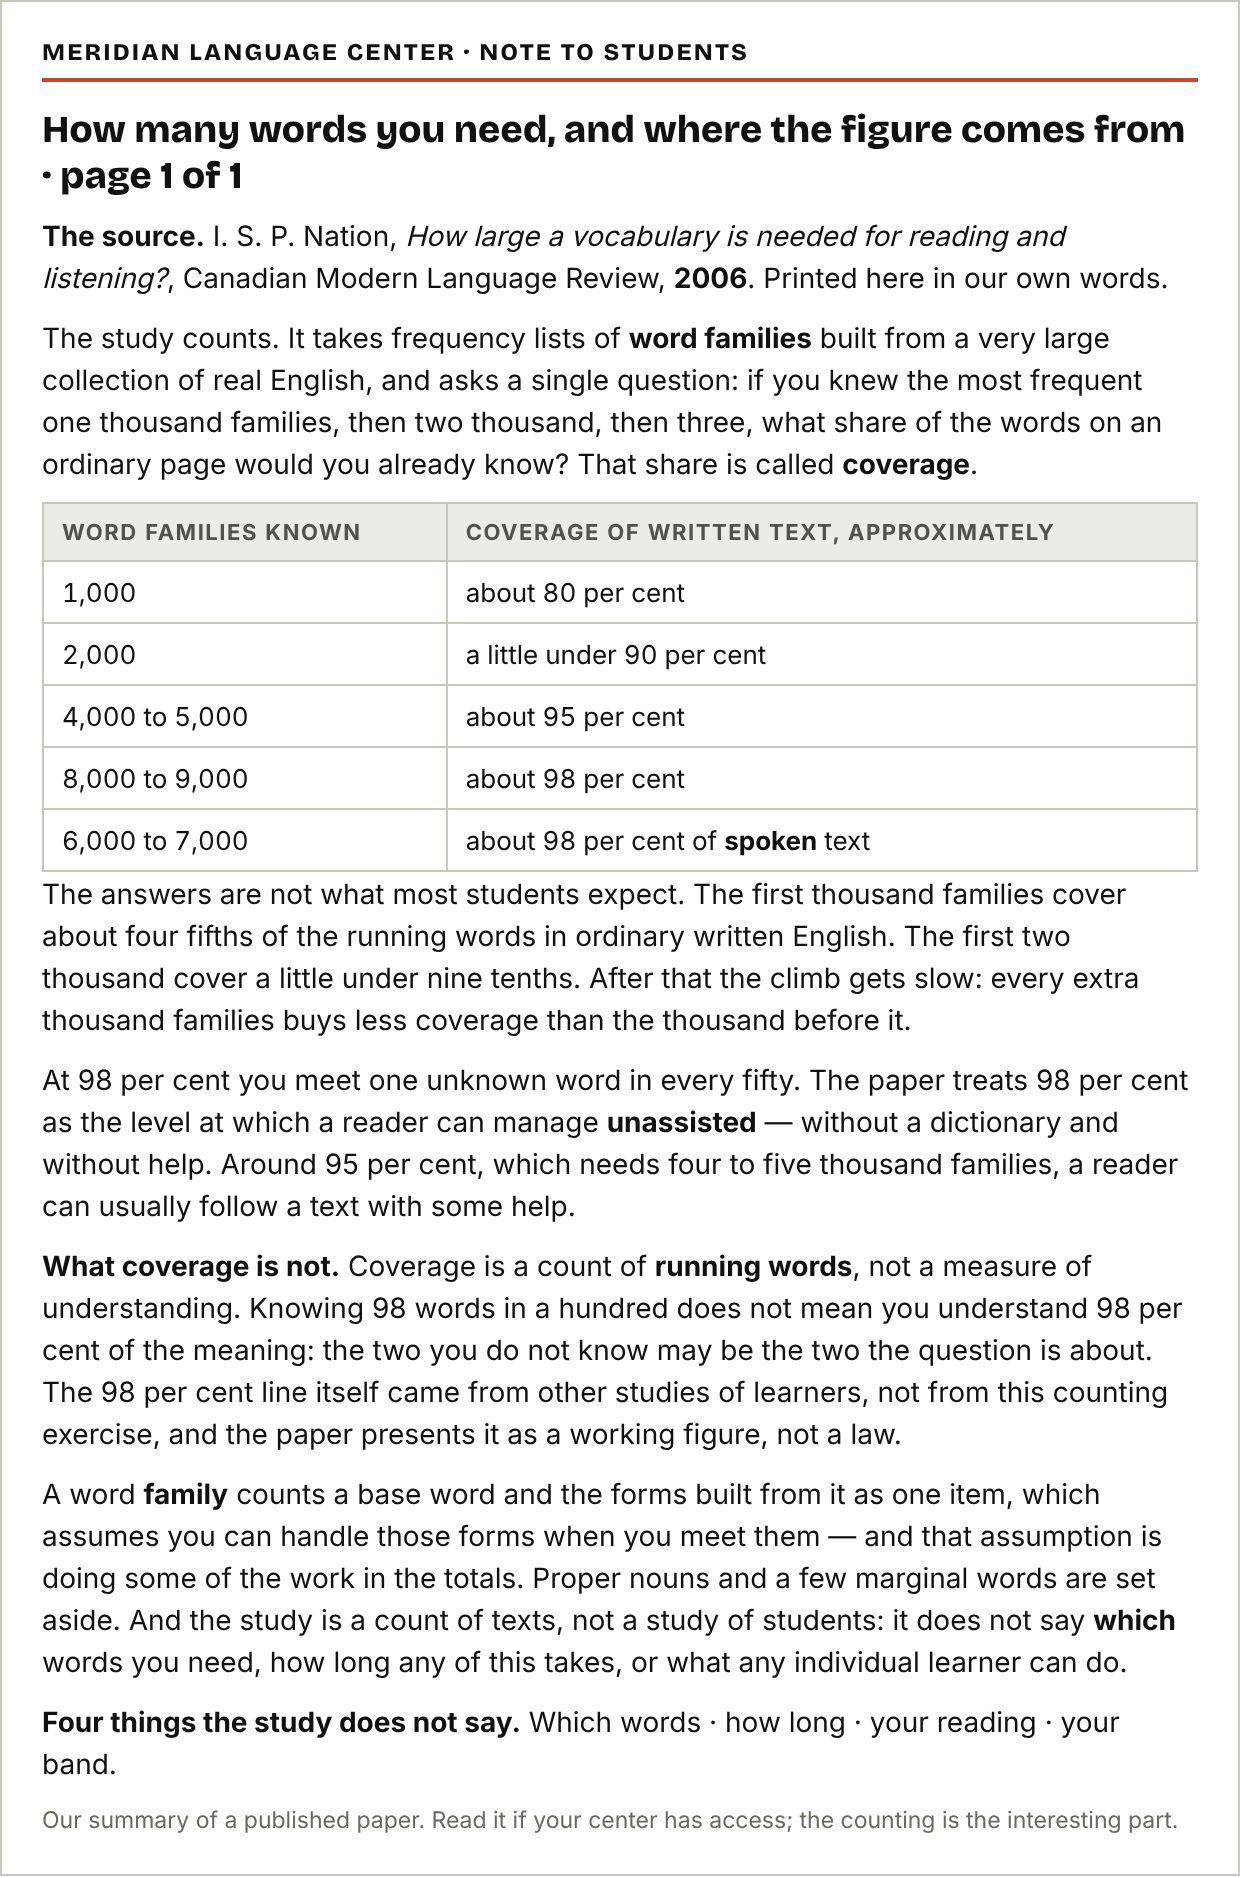 MERIDIAN LANGUAGE CENTER · NOTE TO STUDENTS
How many words you need, and where the figure comes from
· page 1 of 1
The source. I. S. P. Nation, How large a vocabulary is needed for reading and
listening?, Canadian Modern Language Review, 2006. Printed here in our own words.
The study counts. It takes frequency lists of word families built from a very large
collection of real English, and asks a single question: if you knew the most frequent
one thousand families, then two thousand, then three, what share of the words on an
ordinary page would you already know? That share is called coverage.
WORD FAMILIES KNOWN COVERAGE OF WRITTEN TEXT, APPROXIMATELY
1,000 about 80 per cent
2,000 a little under 90 per cent
4,000 to 5,000 about 95 per cent
8,000 to 9,000 about 98 per cent
6,000 to 7,000 about 98 per cent of spoken text
The answers are not what most students expect. The first thousand families cover
about four fifths of the running words in ordinary written English. The first two
thousand cover a little under nine tenths. After that the climb gets slow: every extra
thousand families buys less coverage than the thousand before it.
At 98 per cent you meet one unknown word in every fifty. The paper treats 98 per cent
as the level at which a reader can manage unassisted — without a dictionary and
without help. Around 95 per cent, which needs four to five thousand families, a reader
can usually follow a text with some help.
What coverage is not. Coverage is a count of running words, not a measure of
understanding. Knowing 98 words in a hundred does not mean you understand 98 per
cent of the meaning: the two you do not know may be the two the question is about.
The 98 per cent line itself came from other studies of learners, not from this counting
exercise, and the paper presents it as a working figure, not a law.
A word family counts a base word and the forms built from it as one item, which
assumes you can handle those forms when you meet them — and that assumption is
doing some of the work in the totals. Proper nouns and a few marginal words are set
aside. And the study is a count of texts, not a study of students: it does not say which
words you need, how long any of this takes, or what any individual learner can do.
Four things the study does not say. Which words · how long · your reading · your
band.
Our summary of a published paper. Read it if your center has access; the counting is the interesting part.